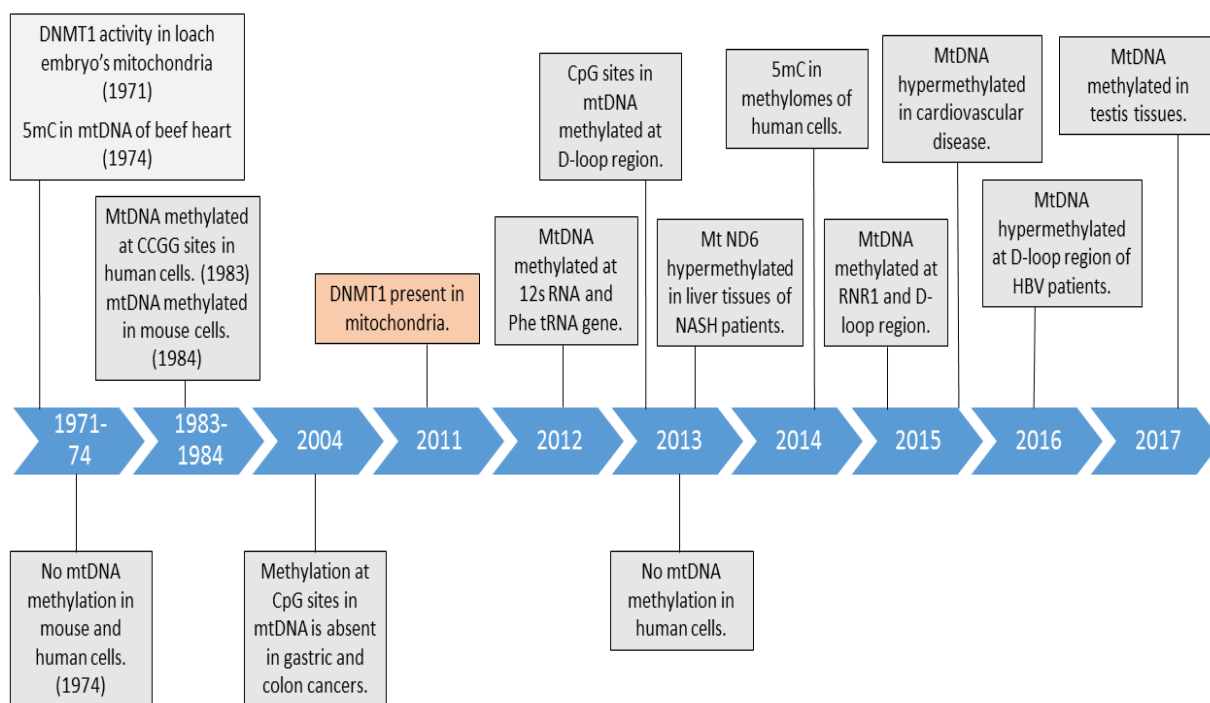 DNMT1 activity in loach
embryo's mitochondria
(1971)
5mC in mtDNA of beef heart
(1974)
MtDNA methylated
at CCGG sites in
human cells. (1983)
mtDNA methylated
in mouse cells.
(1984)
DNMT1 present in
mitochondria.
MtDNA
methylated at
12s RNA and
Phe tRNA gene.
CpG sites in
mtDNA
methylated at
D-loop region.
Mt ND6
hypermethylated
in liver tissues of
NASH patients.
5mC in
methylomes of
human cells.
MtDNA
methylated at
RNR1 and D-
loop region.
MtDNA
hypermethylated
in cardiovascular
disease.
MtDNA
hypermethylated
at D-loop region of
HBV patients.
MtDNA
methylated in
testis tissues.
1971-
74
1983-
1984
2004
2011
2012
2013
2014
2015
2016
2017
No mtDNA
methylation in
mouse and
human cells.
(1974)
Methylation at
CpG sites in
mtDNA is absent
in gastric and
colon cancers.
No mtDNA
methylation in
human cells.